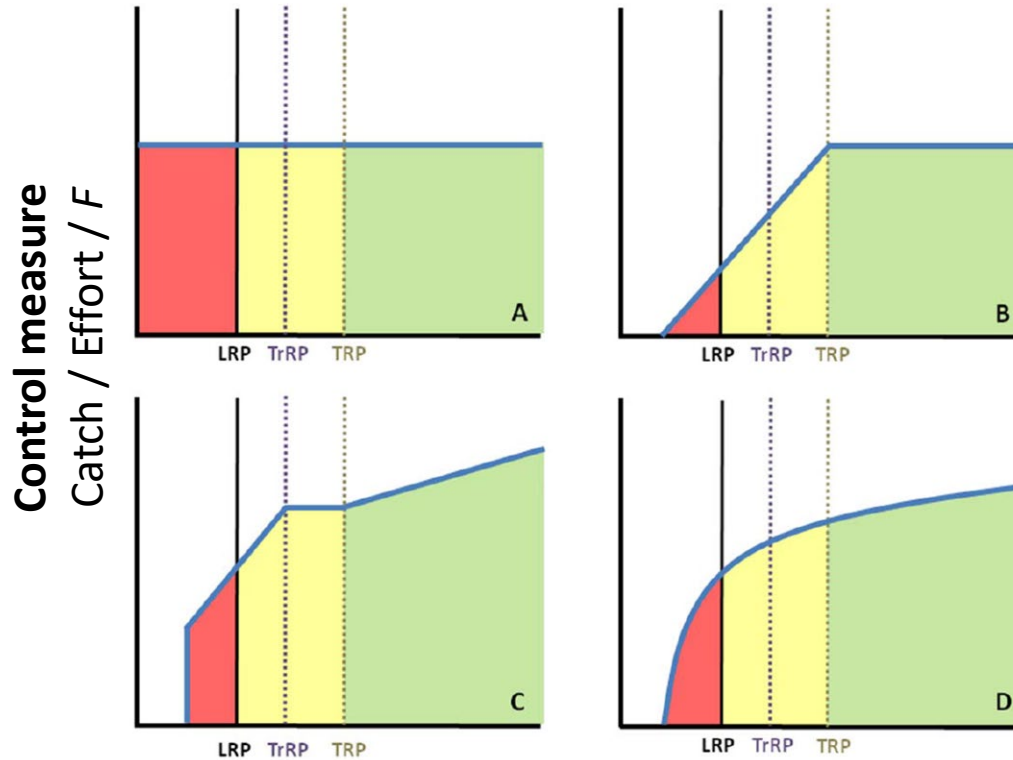 Control measure
Catch / Effort / F
A
LRP TrRP TRP
B
LRP TrRP TRP
C
LRP TrRP TRP
D
LRP TrRP TRP